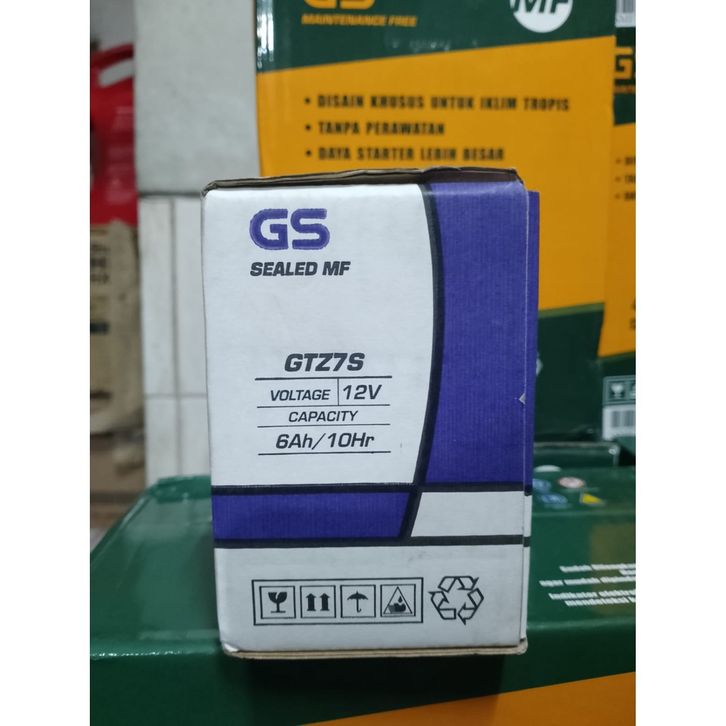 GS
MAINTENANCE FREE
MF
• DISAIN KHUSUS UNTUK IKLIM TROPIS
• TANPA PERAWATAN
• DAYA STARTER LEBIH BESAR
GS
SEALED MF
GTZ7S
VOLTAGE 12V
CAPACITY
6Ah/10Hr